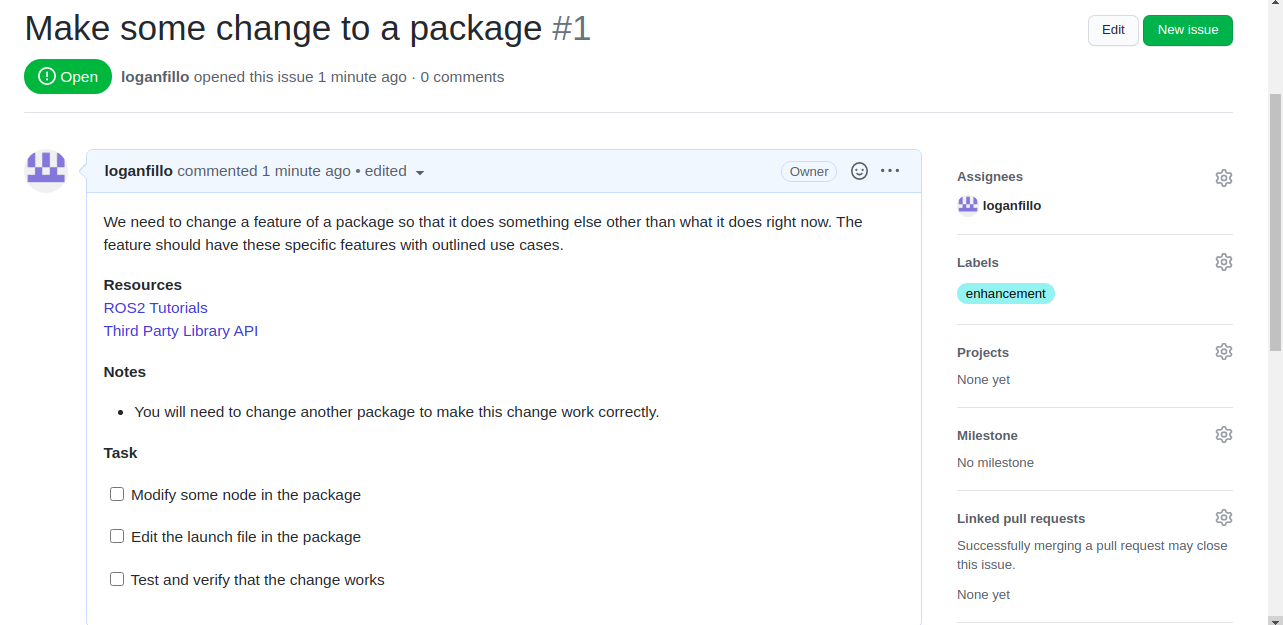 Make some change to a package #1
Edit
New issue
Open
loganfillo opened this issue 1 minute ago · 0 comments
loganfillo commented 1 minute ago • edited
Owner
We need to change a feature of a package so that it does something else other than what it does right now. The
feature should have these specific features with outlined use cases.
Resources
ROS2 Tutorials
Third Party Library API
Notes
• You will need to change another package to make this change work correctly.
Task
Modify some node in the package
Edit the launch file in the package
Test and verify that the change works
Assignees
loganfillo
Labels
enhancement
Projects
None yet
Milestone
No milestone
Linked pull requests
Successfully merging a pull request may close
this issue.
None yet